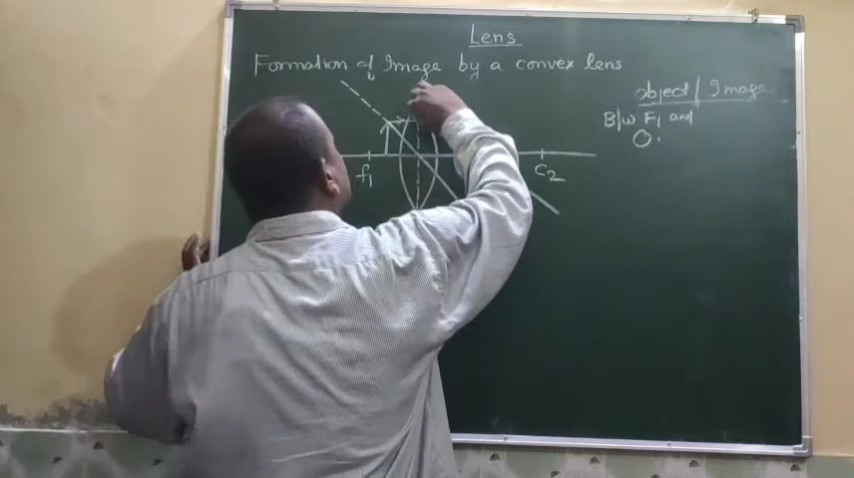 Lens
Formation of Image by a convex lens
object / Image
B/w F1 and
O.
f1
C2